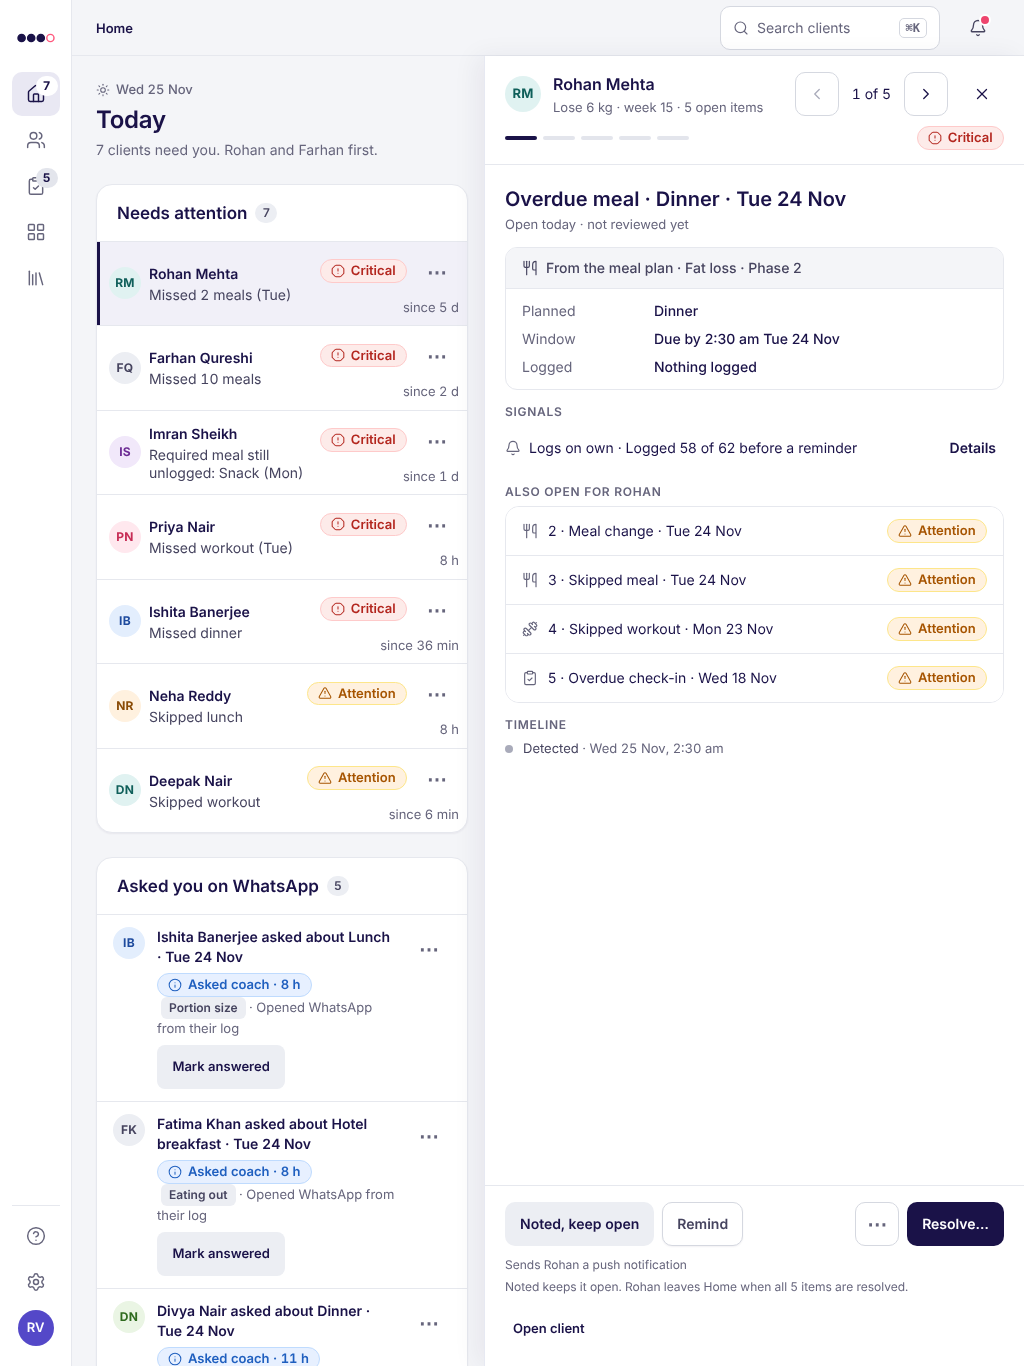 Home
Search clients
⌘K
7
5
RV
Wed 25 Nov
Today
7 clients need you. Rohan and Farhan first.
Needs attention 7
RM
Rohan Mehta
Missed 2 meals (Tue)
Critical
since 5 d
FQ
Farhan Qureshi
Missed 10 meals
Critical
since 2 d
IS
Imran Sheikh
Required meal still
unlogged: Snack (Mon)
Critical
since 1 d
PN
Priya Nair
Missed workout (Tue)
Critical
8 h
IB
Ishita Banerjee
Missed dinner
Critical
since 36 min
NR
Neha Reddy
Skipped lunch
Attention
8 h
DN
Deepak Nair
Skipped workout
Attention
since 6 min
Asked you on WhatsApp 5
IB
Ishita Banerjee asked about Lunch
· Tue 24 Nov
Asked coach · 8 h
Portion size · Opened WhatsApp
from their log
Mark answered
FK
Fatima Khan asked about Hotel
breakfast · Tue 24 Nov
Asked coach · 8 h
Eating out · Opened WhatsApp from
their log
Mark answered
DN
Divya Nair asked about Dinner ·
Tue 24 Nov
Asked coach · 11 h
RM
Rohan Mehta
Lose 6 kg · week 15 · 5 open items
1 of 5
Critical
Overdue meal · Dinner · Tue 24 Nov
Open today · not reviewed yet
From the meal plan · Fat loss · Phase 2
Planned Dinner
Window Due by 2:30 am Tue 24 Nov
Logged Nothing logged
SIGNALS
Logs on own · Logged 58 of 62 before a reminder
Details
ALSO OPEN FOR ROHAN
2 · Meal change · Tue 24 Nov Attention
3 · Skipped meal · Tue 24 Nov Attention
4 · Skipped workout · Mon 23 Nov Attention
5 · Overdue check-in · Wed 18 Nov Attention
TIMELINE
Detected · Wed 25 Nov, 2:30 am
Noted, keep open
Remind
Resolve...
Sends Rohan a push notification
Noted keeps it open. Rohan leaves Home when all 5 items are resolved.
Open client